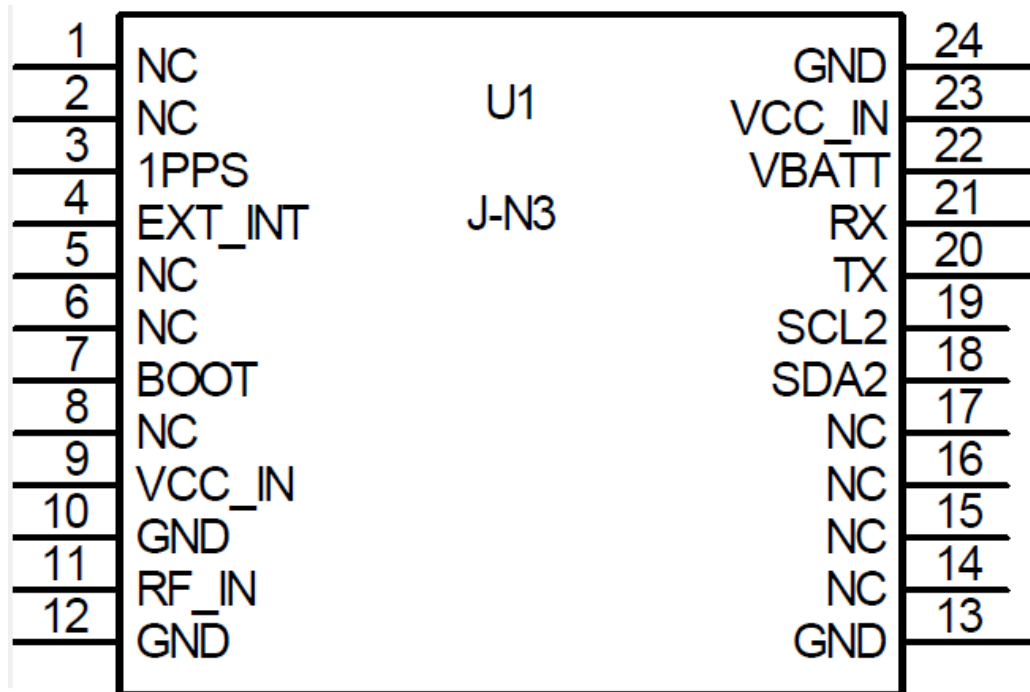 1 NC
2 NC
3 1PPS
4 EXT_INT
5 NC
6 NC
7 BOOT
8 NC
9 VCC_IN
10 GND
11 RF_IN
12 GND
U1
J-N3
GND 24
VCC_IN 23
VBATT 22
RX 21
TX 20
SCL2 19
SDA2 18
NC 17
NC 16
NC 15
NC 14
GND 13